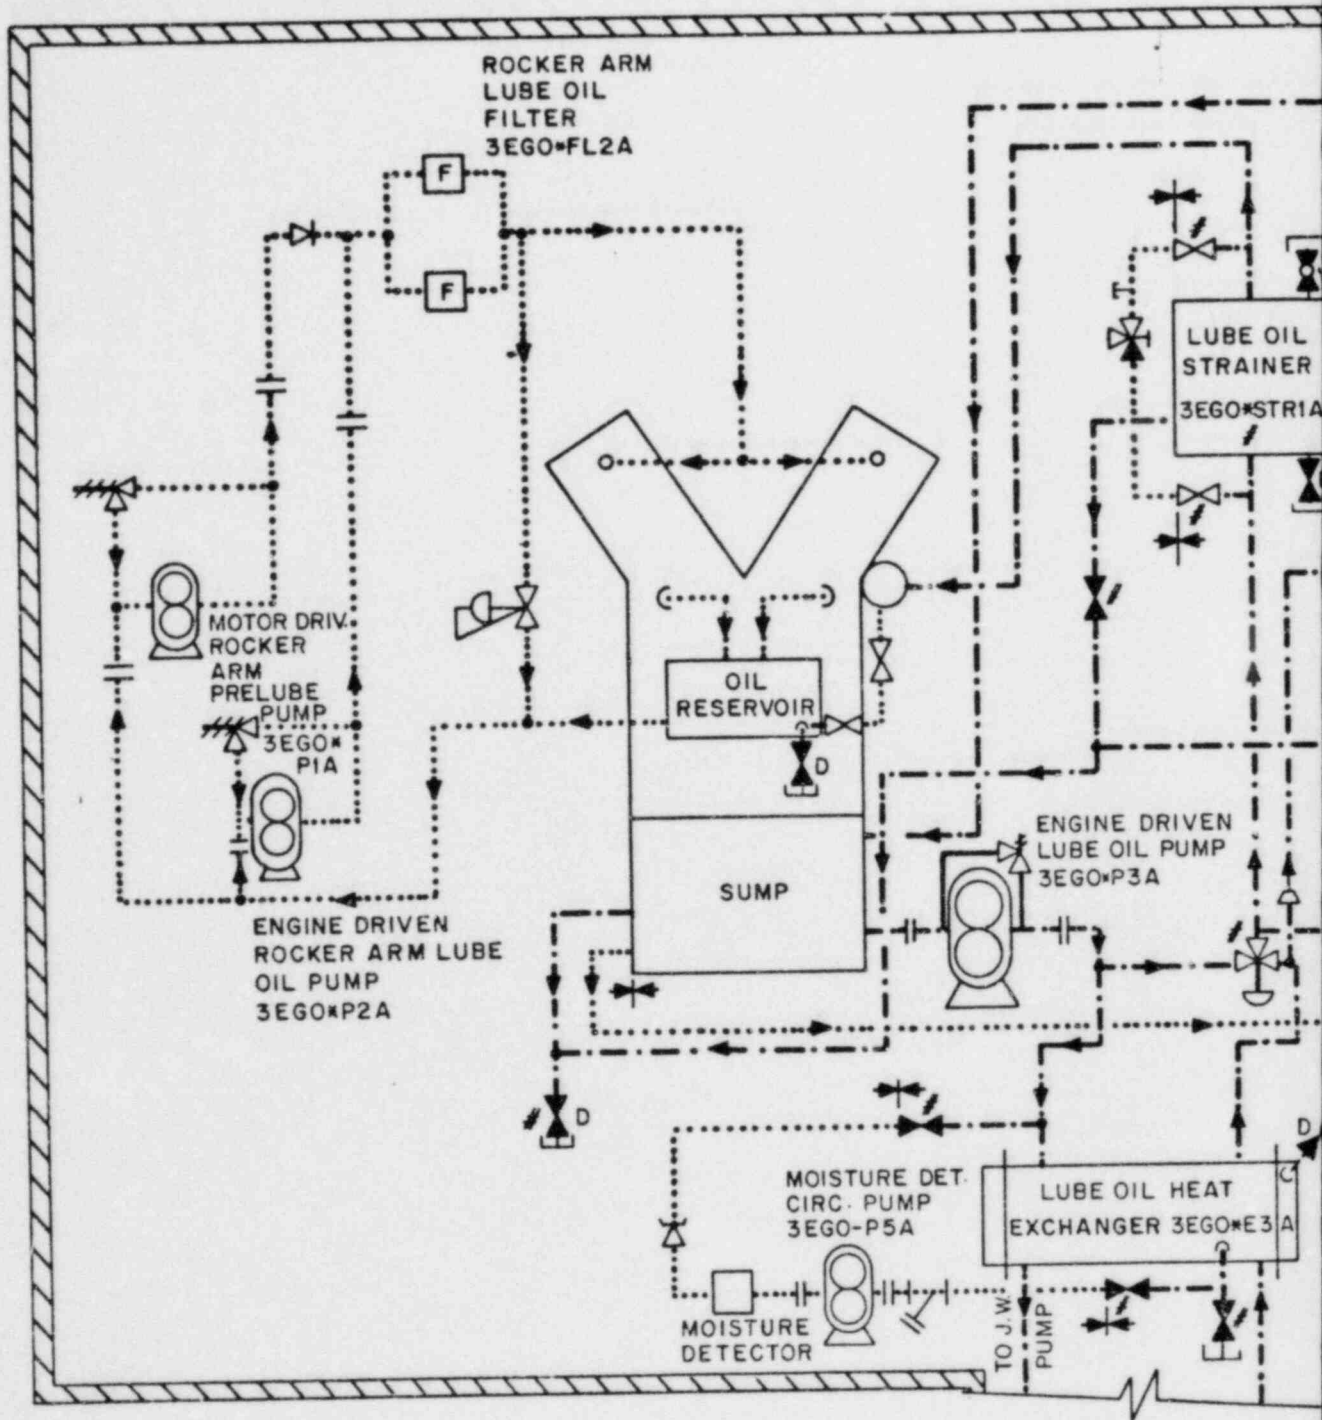 ROCKER ARM
LUBE OIL
FILTER
3EGO*FL2A
F
F
LUBE OIL
STRAINER
3EGO*STR1A
MOTOR DRIV.
ROCKER
ARM
PRELUBE
PUMP
3EGO*
P1A
OIL
RESERVOIR
D
ENGINE DRIVEN
LUBE OIL PUMP
3EGO*P3A
SUMP
ENGINE DRIVEN
ROCKER ARM LUBE
OIL PUMP
3EGO*P2A
D
D
MOISTURE DET.
CIRC. PUMP
3EGO-P5A
LUBE OIL HEAT
EXCHANGER 3EGO*E3A
MOISTURE
DETECTOR
TO J.W.
PUMP